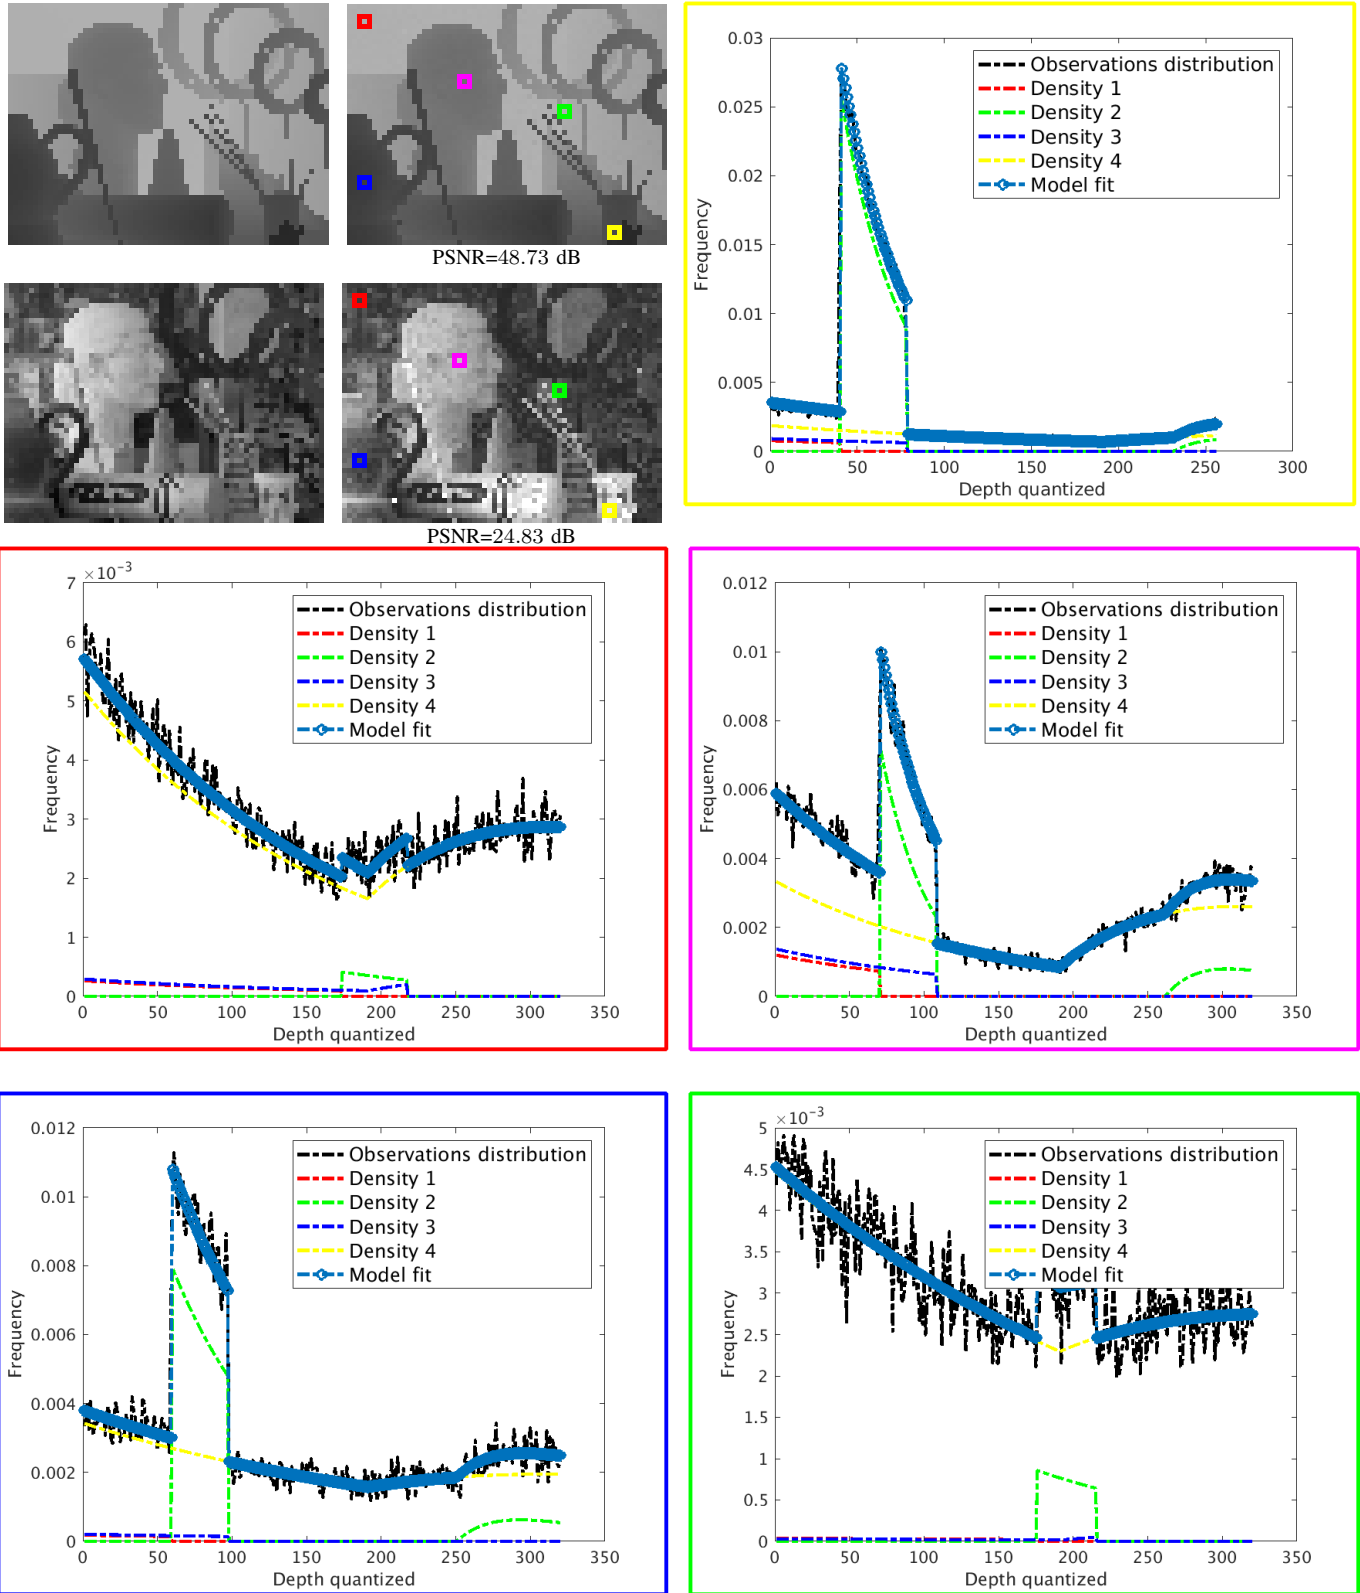 PSNR=48.73 dB
PSNR=24.83 dB
0.03
0.025
0.02
0.015
0.01
0.005
0
Frequency
0 50 100 150 200 250 300
Depth quantized
Observations distribution
Density 1
Density 2
Density 3
Density 4
Model fit
×10⁻³
7
6
5
4
3
2
1
0
Frequency
0 50 100 150 200 250 300 350
Depth quantized
Observations distribution
Density 1
Density 2
Density 3
Density 4
Model fit
0.012
0.01
0.008
0.006
0.004
0.002
0
Frequency
0 50 100 150 200 250 300 350
Depth quantized
Observations distribution
Density 1
Density 2
Density 3
Density 4
Model fit
0.012
0.01
0.008
0.006
0.004
0.002
0
Frequency
0 50 100 150 200 250 300 350
Depth quantized
Observations distribution
Density 1
Density 2
Density 3
Density 4
Model fit
×10⁻³
5
4.5
4
3.5
3
2.5
2
1.5
1
0.5
0
Frequency
0 50 100 150 200 250 300 350
Depth quantized
Observations distribution
Density 1
Density 2
Density 3
Density 4
Model fit